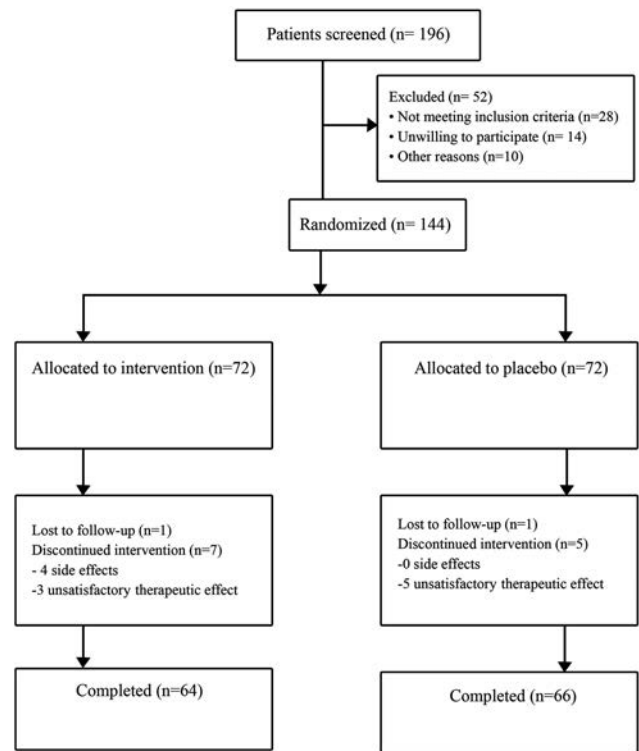 Patients screened (n= 196)
Excluded (n= 52)
• Not meeting inclusion criteria (n=28)
• Unwilling to participate (n= 14)
• Other reasons (n=10)
Randomized (n= 144)
Allocated to intervention (n=72)
Allocated to placebo (n=72)
Lost to follow-up (n=1)
Discontinued intervention (n=7)
- 4 side effects
-3 unsatisfactory therapeutic effect
Lost to follow-up (n=1)
Discontinued intervention (n=5)
-0 side effects
-5 unsatisfactory therapeutic effect
Completed (n=64)
Completed (n=66)